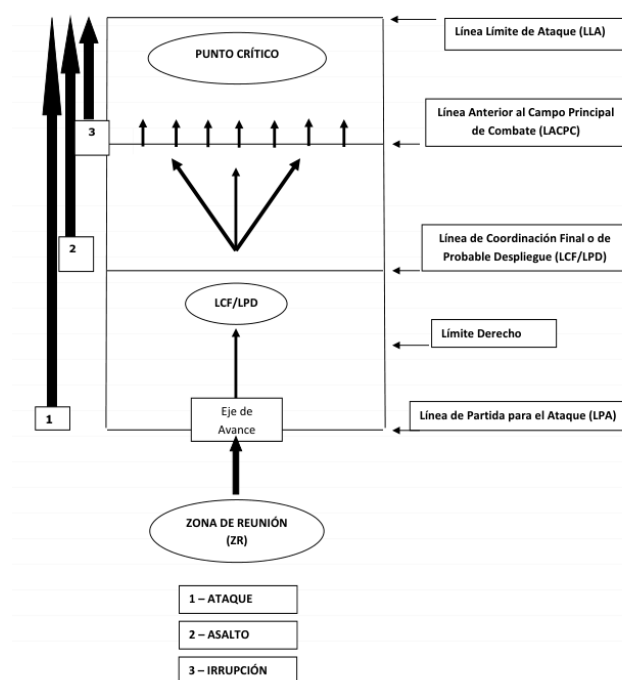 Línea Límite de Ataque (LLA)
PUNTO CRÍTICO
Línea Anterior al Campo Principal
de Combate (LACPC)
3
2
Línea de Coordinación Final o de
Probable Despliegue (LCF/LPD)
LCF/LPD
Límite Derecho
1
Eje de
Avance
Línea de Partida para el Ataque (LPA)
ZONA DE REUNIÓN
(ZR)
1 – ATAQUE
2 – ASALTO
3 – IRRUPCIÓN